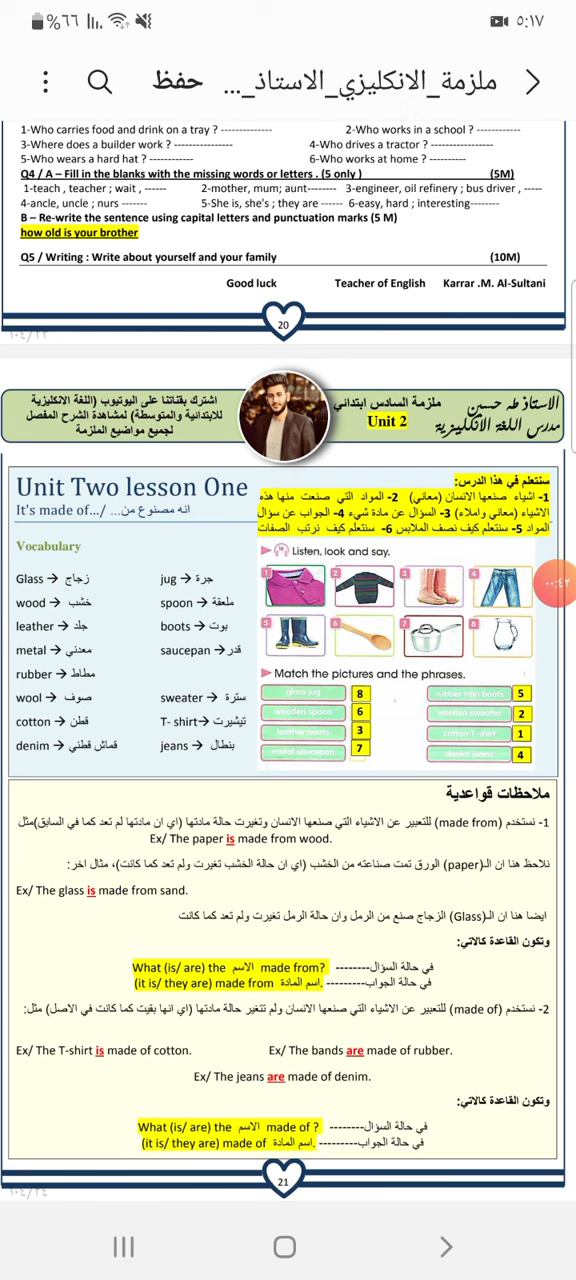 %٦٦
٥:١٧
ملزمة_الانكليزي_الاستاذ_...
حفظ
1-Who carries food and drink on a tray ? -------------- 2-Who works in a school ? ------------
3-Where does a builder work ? ---------------- 4-Who drives a tractor ? ----------------
5-Who wears a hard hat ? ------------ 6-Who works at home ? ----------
Q4 / A – Fill in the blanks with the missing words or letters . (5 only ) (5M)
1-teach , teacher ; wait , ------ 2-mother, mum; aunt-------- 3-engineer, oil refinery ; bus driver , -----
4-ancle, uncle ; nurs ------- 5-She is, she's ; they are ------ 6-easy, hard ; interesting--------
B – Re-write the sentence using capital letters and punctuation marks (5 M)
how old is your brother
Q5 / Writing : Write about yourself and your family (10M)
Good luck Teacher of English Karrar .M. Al-Sultani
20
الاستاذ طه حسين
مدرس اللغة الانكليزية
ملزمة السادس ابتدائي
Unit 2
اشترك بقناتنا على اليوتيوب (اللغة الانكليزية
للابتدائية والمتوسطة) لمشاهدة الشرح المفصل
لجميع مواضيع الملزمة
Unit Two lesson One
It's made of.../ انه مصنوع من...
سنتعلم في هذا الدرس:
1- اشياء صنعها الانسان (معاني) 2- المواد التي صنعت منها هذه
الاشياء (معاني واملاء) 3- السؤال عن مادة شيء 4- الجواب عن سؤال
المواد 5- سنتعلم كيف نصف الملابس 6- سنتعلم كيف نرتب الصفات
Vocabulary
Glass → زجاج jug → جرة
wood → خشب spoon → ملعقة
leather → جلد boots → بوت
metal → معدني saucepan → قدر
rubber → مطاط
wool → صوف sweater → سترة
cotton → قطن T- shirt → تيشيرت
denim → قماش قطني jeans → بنطال
Listen, look and say.
1 2 3 4
5 6 7 8
٠٠:٤٢
Match the pictures and the phrases.
glass jug 8 rubber rain boots 5
wooden spoon 6 woollen sweater 2
leather boots 3 cotton T-shirt 1
metal saucepan 7 denim jeans 4
ملاحظات قواعدية
1- نستخدم (made from) للتعبير عن الاشياء التي صنعها الانسان وتغيرت حالة مادتها (اي ان مادتها لم تعد كما في السابق)مثل
Ex/ The paper is made from wood.
نلاحظ هنا ان الـ(paper) الورق تمت صناعته من الخشب (اي ان حالة الخشب تغيرت ولم تعد كما كانت)، مثال اخر:
Ex/ The glass is made from sand.
ايضا هنا ان الـ(Glass) الزجاج صنع من الرمل وان حالة الرمل تغيرت ولم تعد كما كانت
وتكون القاعدة كالاتي:
في حالة السؤال-------- What (is/ are) the الاسم made from?
في حالة الجواب--------- (it is/ they are) made from اسم المادة.
2- نستخدم (made of) للتعبير عن الاشياء التي صنعها الانسان ولم تتغير حالة مادتها (اي انها بقيت كما كانت في الاصل) مثل:
Ex/ The T-shirt is made of cotton. Ex/ The bands are made of rubber.
Ex/ The jeans are made of denim.
وتكون القاعدة كالاتي:
في حالة السؤال-------- What (is/ are) the الاسم made of ?
في حالة الجواب--------- (it is/ they are) made of اسم المادة.
21